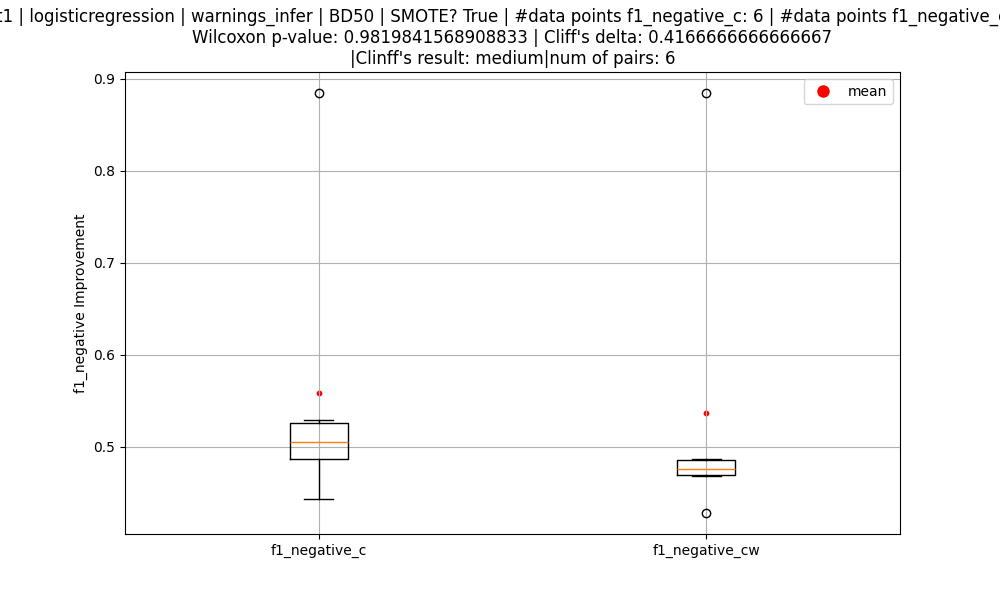 | logisticregression | warnings_infer | BD50 | SMOTE? True | #data points f1_negative_c: 6 | #data points
Wilcoxon p-value: 0.9819841568908833 | Cliff's delta: 0.4166666666666667
|Clinff's result: medium|num of pairs: 6
0.9
mean
0.8
0.7
f1_negative Improvement
0.6
0.5
f1_negative_c
f1_negative_cw